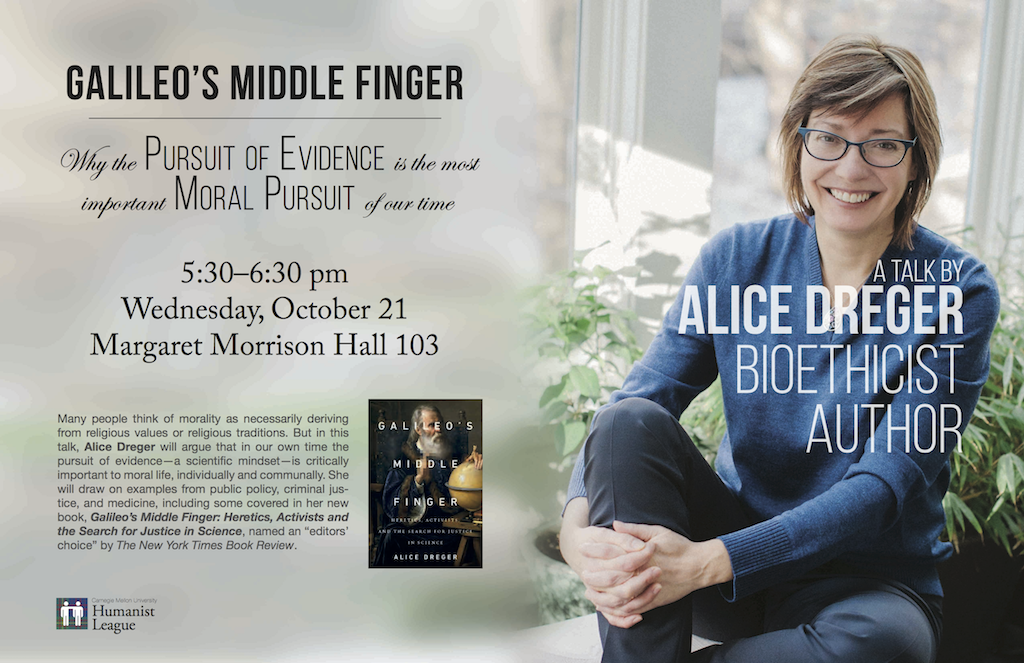 GALILEO'S MIDDLE FINGER
Why the PURSUIT OF EVIDENCE is the most
important MORAL PURSUIT of our time
5:30–6:30 pm
Wednesday, October 21
Margaret Morrison Hall 103
Many people think of morality as necessarily deriving
from religious values or religious traditions. But in this
talk, Alice Dreger will argue that in our own time the
pursuit of evidence—a scientific mindset—is critically
important to moral life, individually and communally. She
will draw on examples from public policy, criminal jus-
tice, and medicine, including some covered in her new
book, Galileo's Middle Finger: Heretics, Activists and
the Search for Justice in Science, named an “editors'
choice” by The New York Times Book Review.
GALILEO'S
MIDDLE
FINGER
HERETICS, ACTIVISTS,
AND THE SEARCH FOR JUSTICE
IN SCIENCE
ALICE DREGER
Carnegie Mellon University
Humanist
League
A TALK BY
ALICE DREGER
BIOETHICIST
AUTHOR